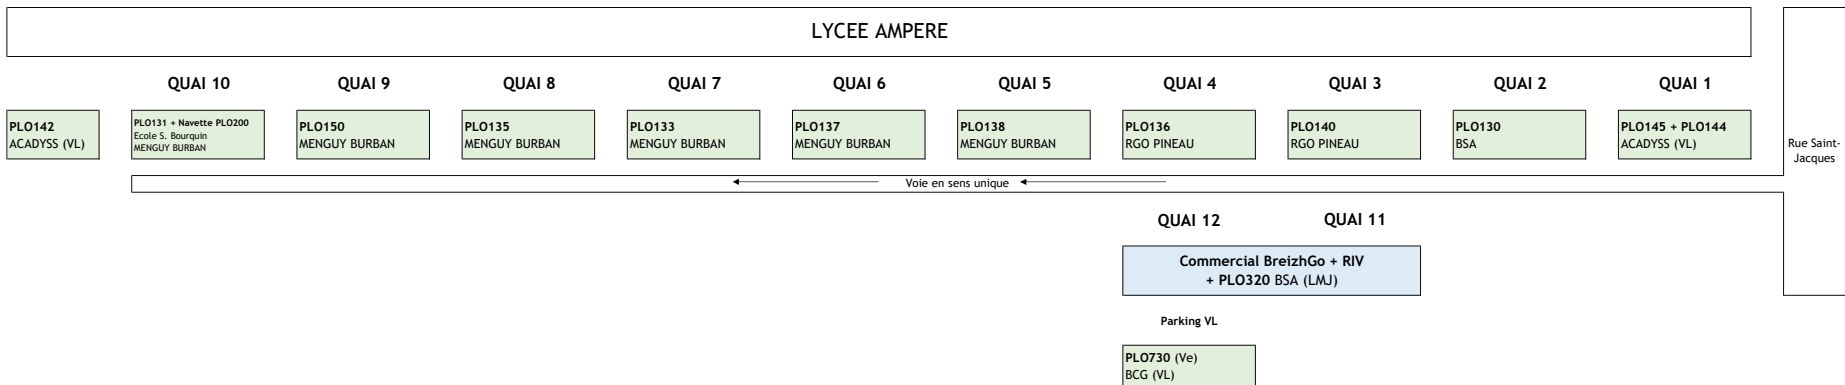 LYCEE AMPERE
QUAI 10
QUAI 9
QUAI 8
QUAI 7
QUAI 6
QUAI 5
QUAI 4
QUAI 3
QUAI 2
QUAI 1
PLO142
ACADYSS (VL)
PLO131 + Navette PLO200
Ecole S. Bourquin
MENGUY BURBAN
PLO150
MENGUY BURBAN
PLO135
MENGUY BURBAN
PLO133
MENGUY BURBAN
PLO137
MENGUY BURBAN
PLO138
MENGUY BURBAN
PLO136
RGO PINEAU
PLO140
RGO PINEAU
PLO130
BSA
PLO145 + PLO144
ACADYSS (VL)
Rue Saint-
Jacques
Voie en sens unique
QUAI 12
QUAI 11
Commercial BreizhGo + RIV
+ PLO320 BSA (LMJ)
Parking VL
PLO730 (Ve)
BCG (VL)